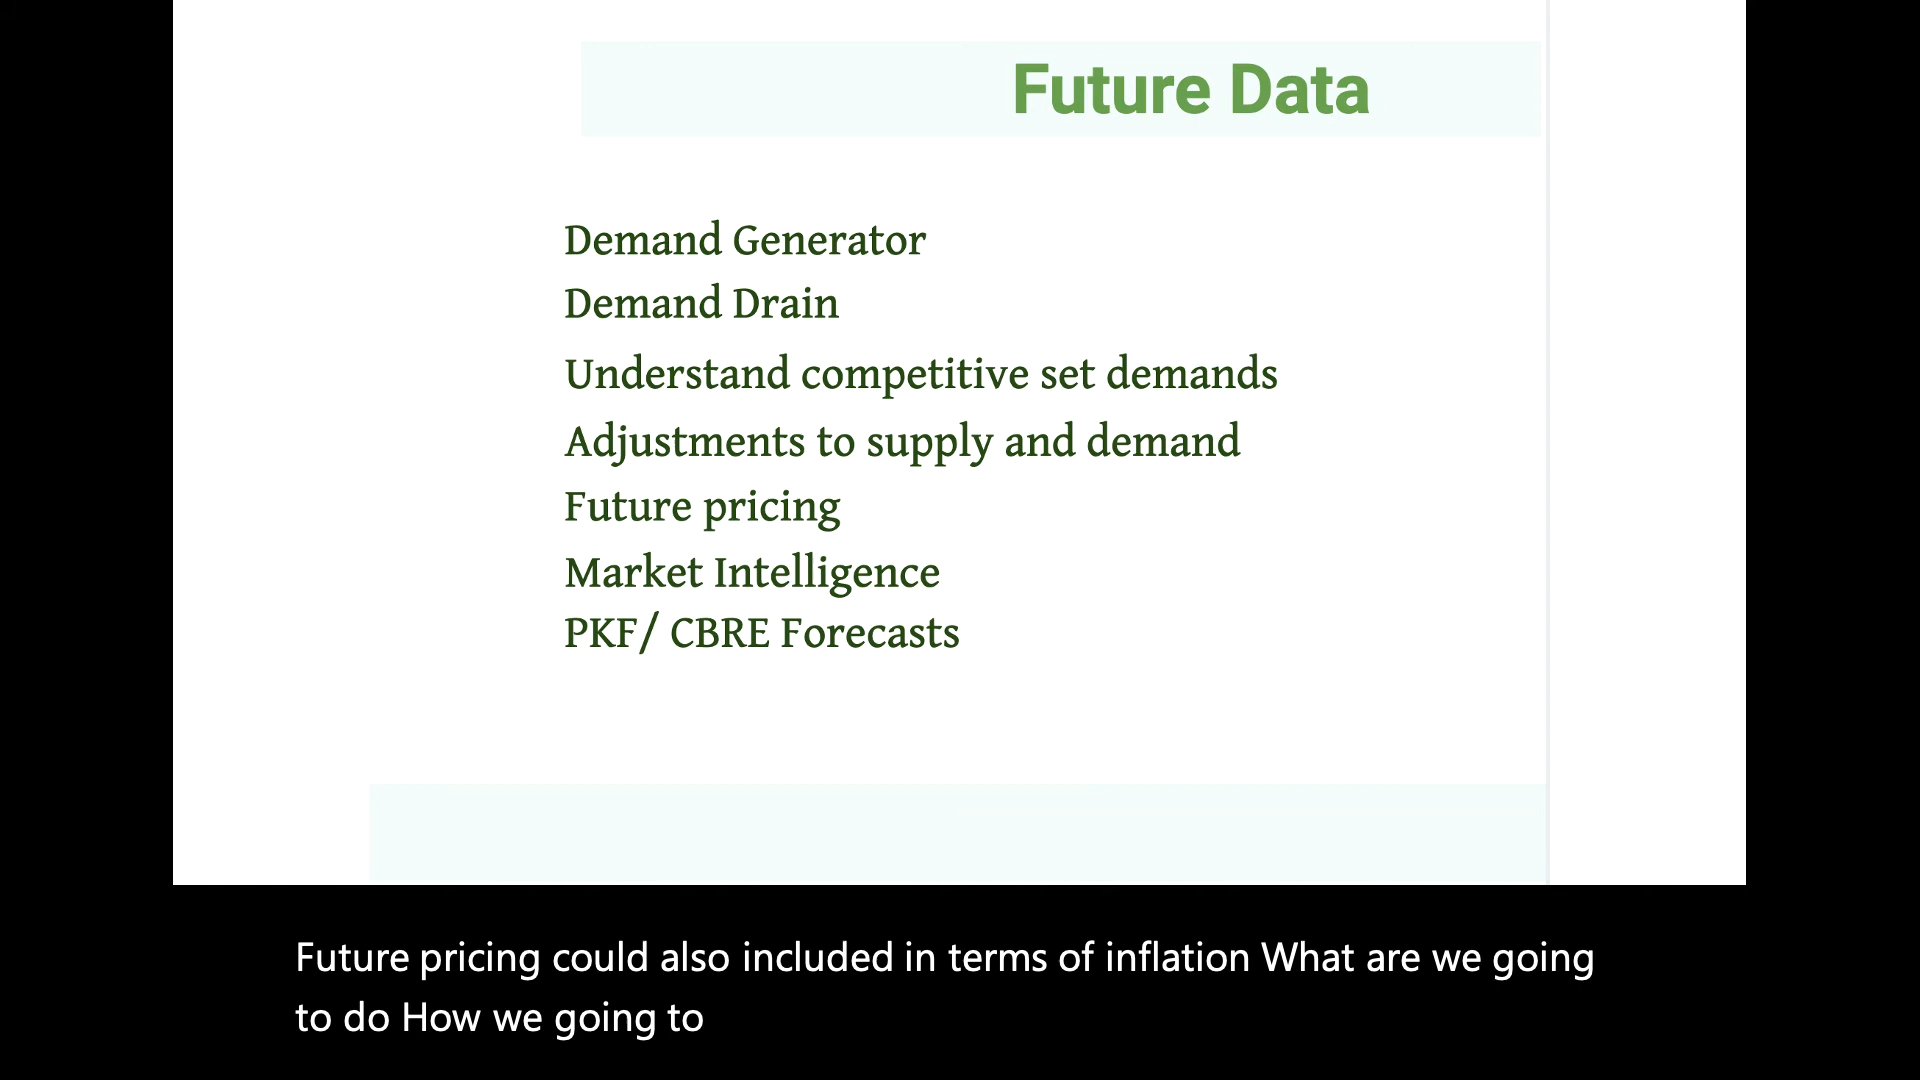 Future Data
Demand Generator
Demand Drain
Understand competitive set demands
Adjustments to supply and demand
Future pricing
Market Intelligence
PKF/ CBRE Forecasts
Future pricing could also included in terms of inflation What are we going
to do How we going to